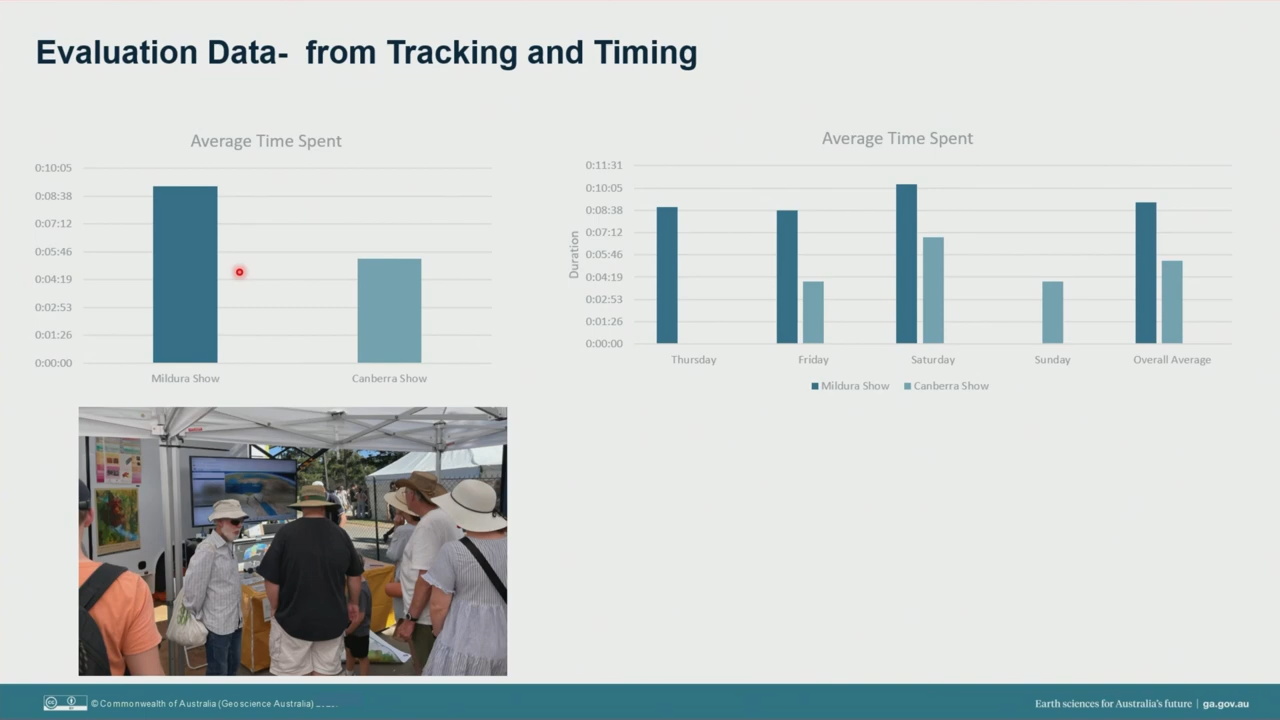 Evaluation Data-  from Tracking and Timing
Average Time Spent
0:10:05
0:08:38
0:07:12
0:05:46
0:04:19
0:02:53
0:01:26
0:00:00
Mildura Show
Canberra Show
Average Time Spent
Duration
0:11:31
0:10:05
0:08:38
0:07:12
0:05:46
0:04:19
0:02:53
0:01:26
0:00:00
Thursday
Friday
Saturday
Sunday
Overall Average
Mildura Show
Canberra Show
© Commonwealth of Australia (Geoscience Australia)
Earth sciences for Australia's future | ga.gov.au